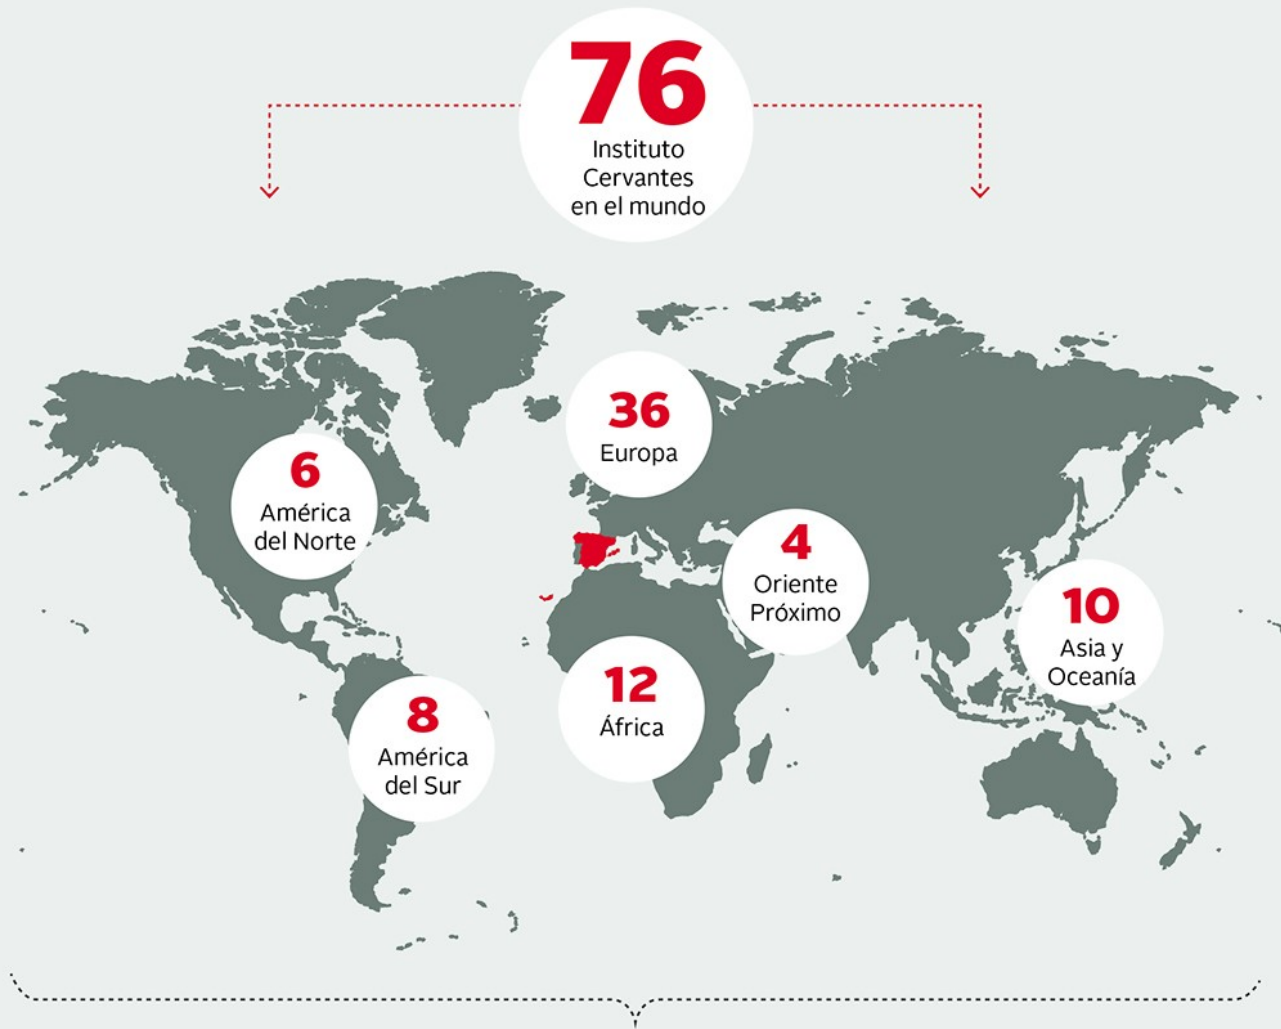 76
Instituto
Cervantes
en el mundo
36
Europa
6
América
del Norte
4
Oriente
Próximo
10
Asia y
Oceanía
12
África
8
América
del Sur